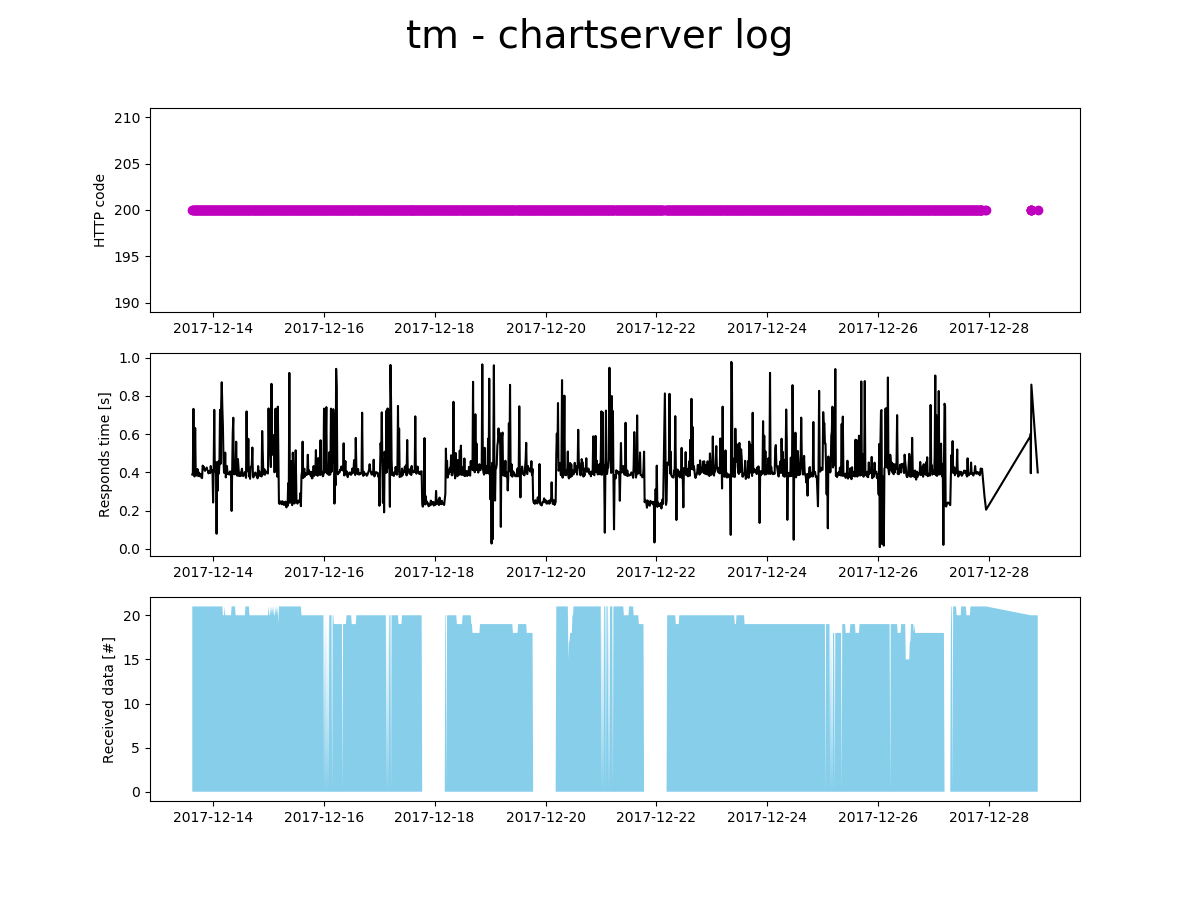 tm - chartserver log
210
205
200
195
190
HTTP code
2017-12-14 2017-12-16 2017-12-18 2017-12-20 2017-12-22 2017-12-24 2017-12-26 2017-12-28
1.0
0.8
0.6
0.4
0.2
0.0
Responds time [s]
2017-12-14 2017-12-16 2017-12-18 2017-12-20 2017-12-22 2017-12-24 2017-12-26 2017-12-28
20
15
10
5
0
Received data [#]
2017-12-14 2017-12-16 2017-12-18 2017-12-20 2017-12-22 2017-12-24 2017-12-26 2017-12-28